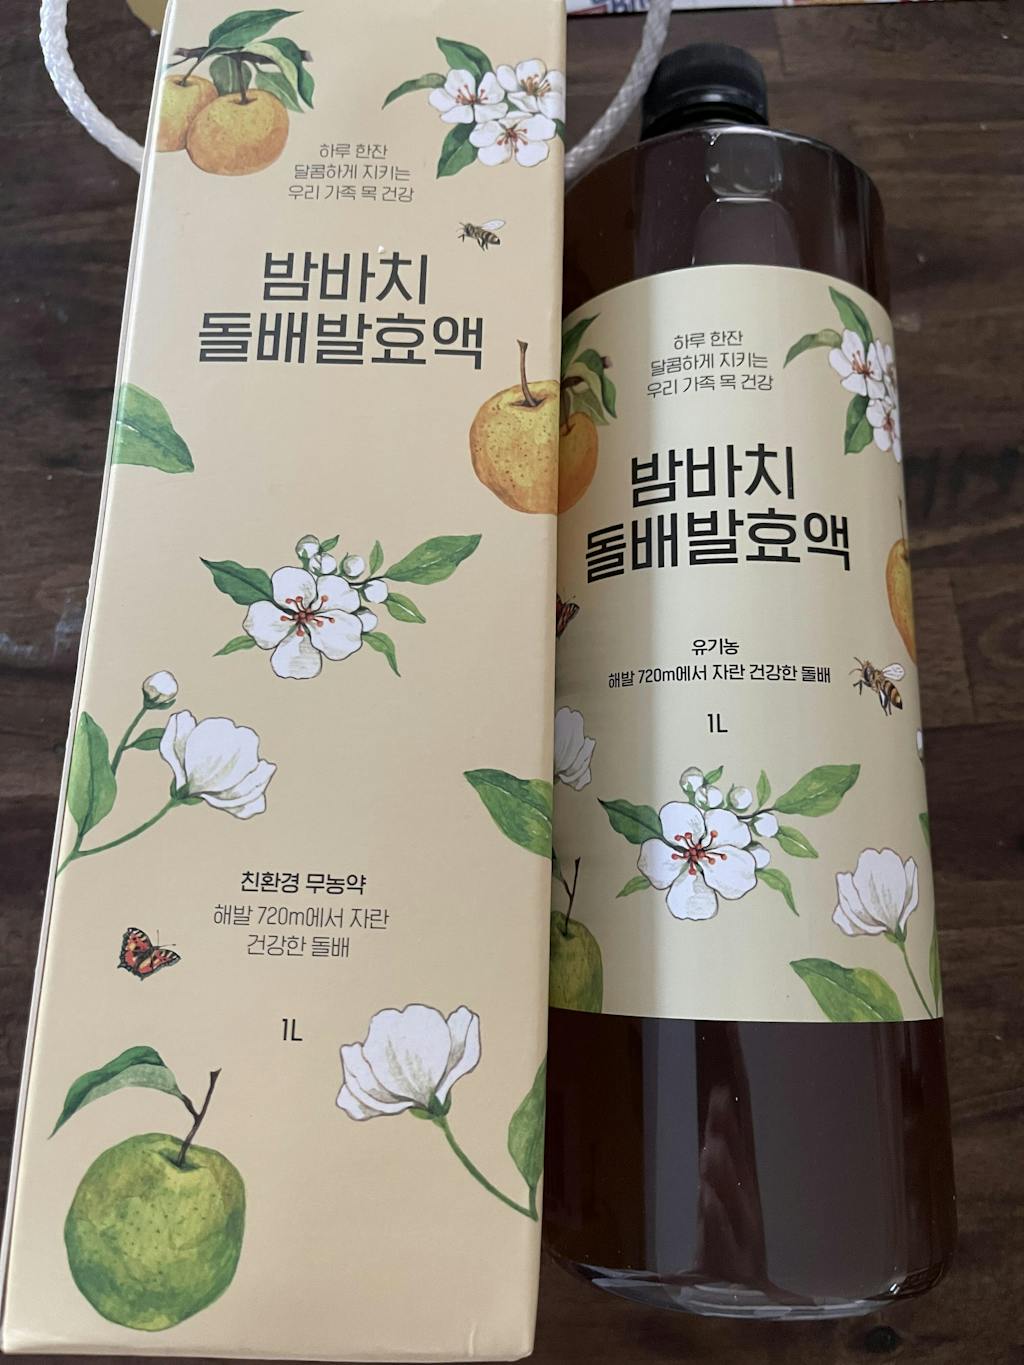 하루 한잔
달콤하게 지키는
우리 가족 목 건강
밤바치
돌배발효액
친환경 무농약
해발 720m에서 자란
건강한 돌배
1L
하루 한잔
달콤하게 지키는
우리 가족 목 건강
밤바치
돌배발효액
유기농
해발 720m에서 자란 건강한 돌배
1L